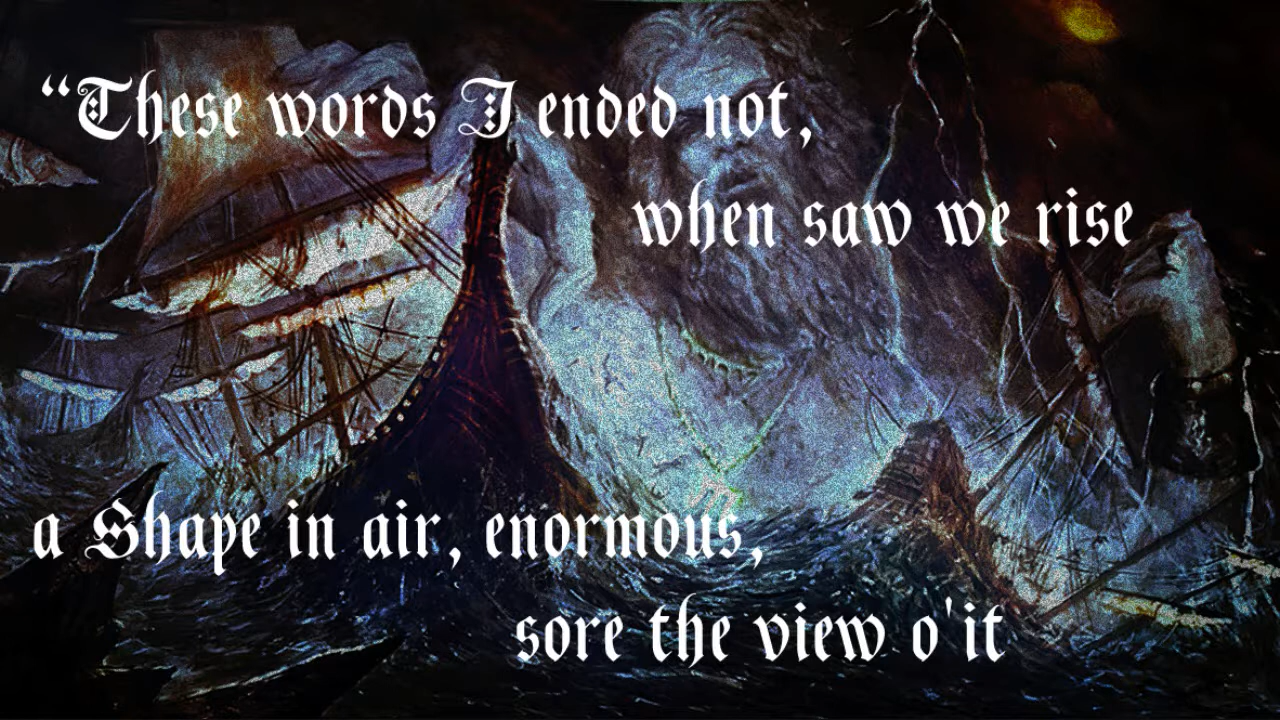 “These words I ended not,
when saw we rise
a Shape in air, enormous,
sore the view o'it